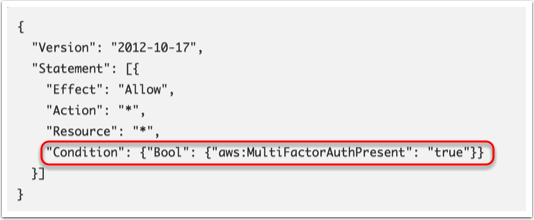 {
"Version": "2012-10-17",
"Statement": [{
"Effect": "Allow",
"Action": "*",
"Resource": "*",
"Condition": {"Bool": {"aws:MultiFactorAuthPresent": "true"}}
}]
}